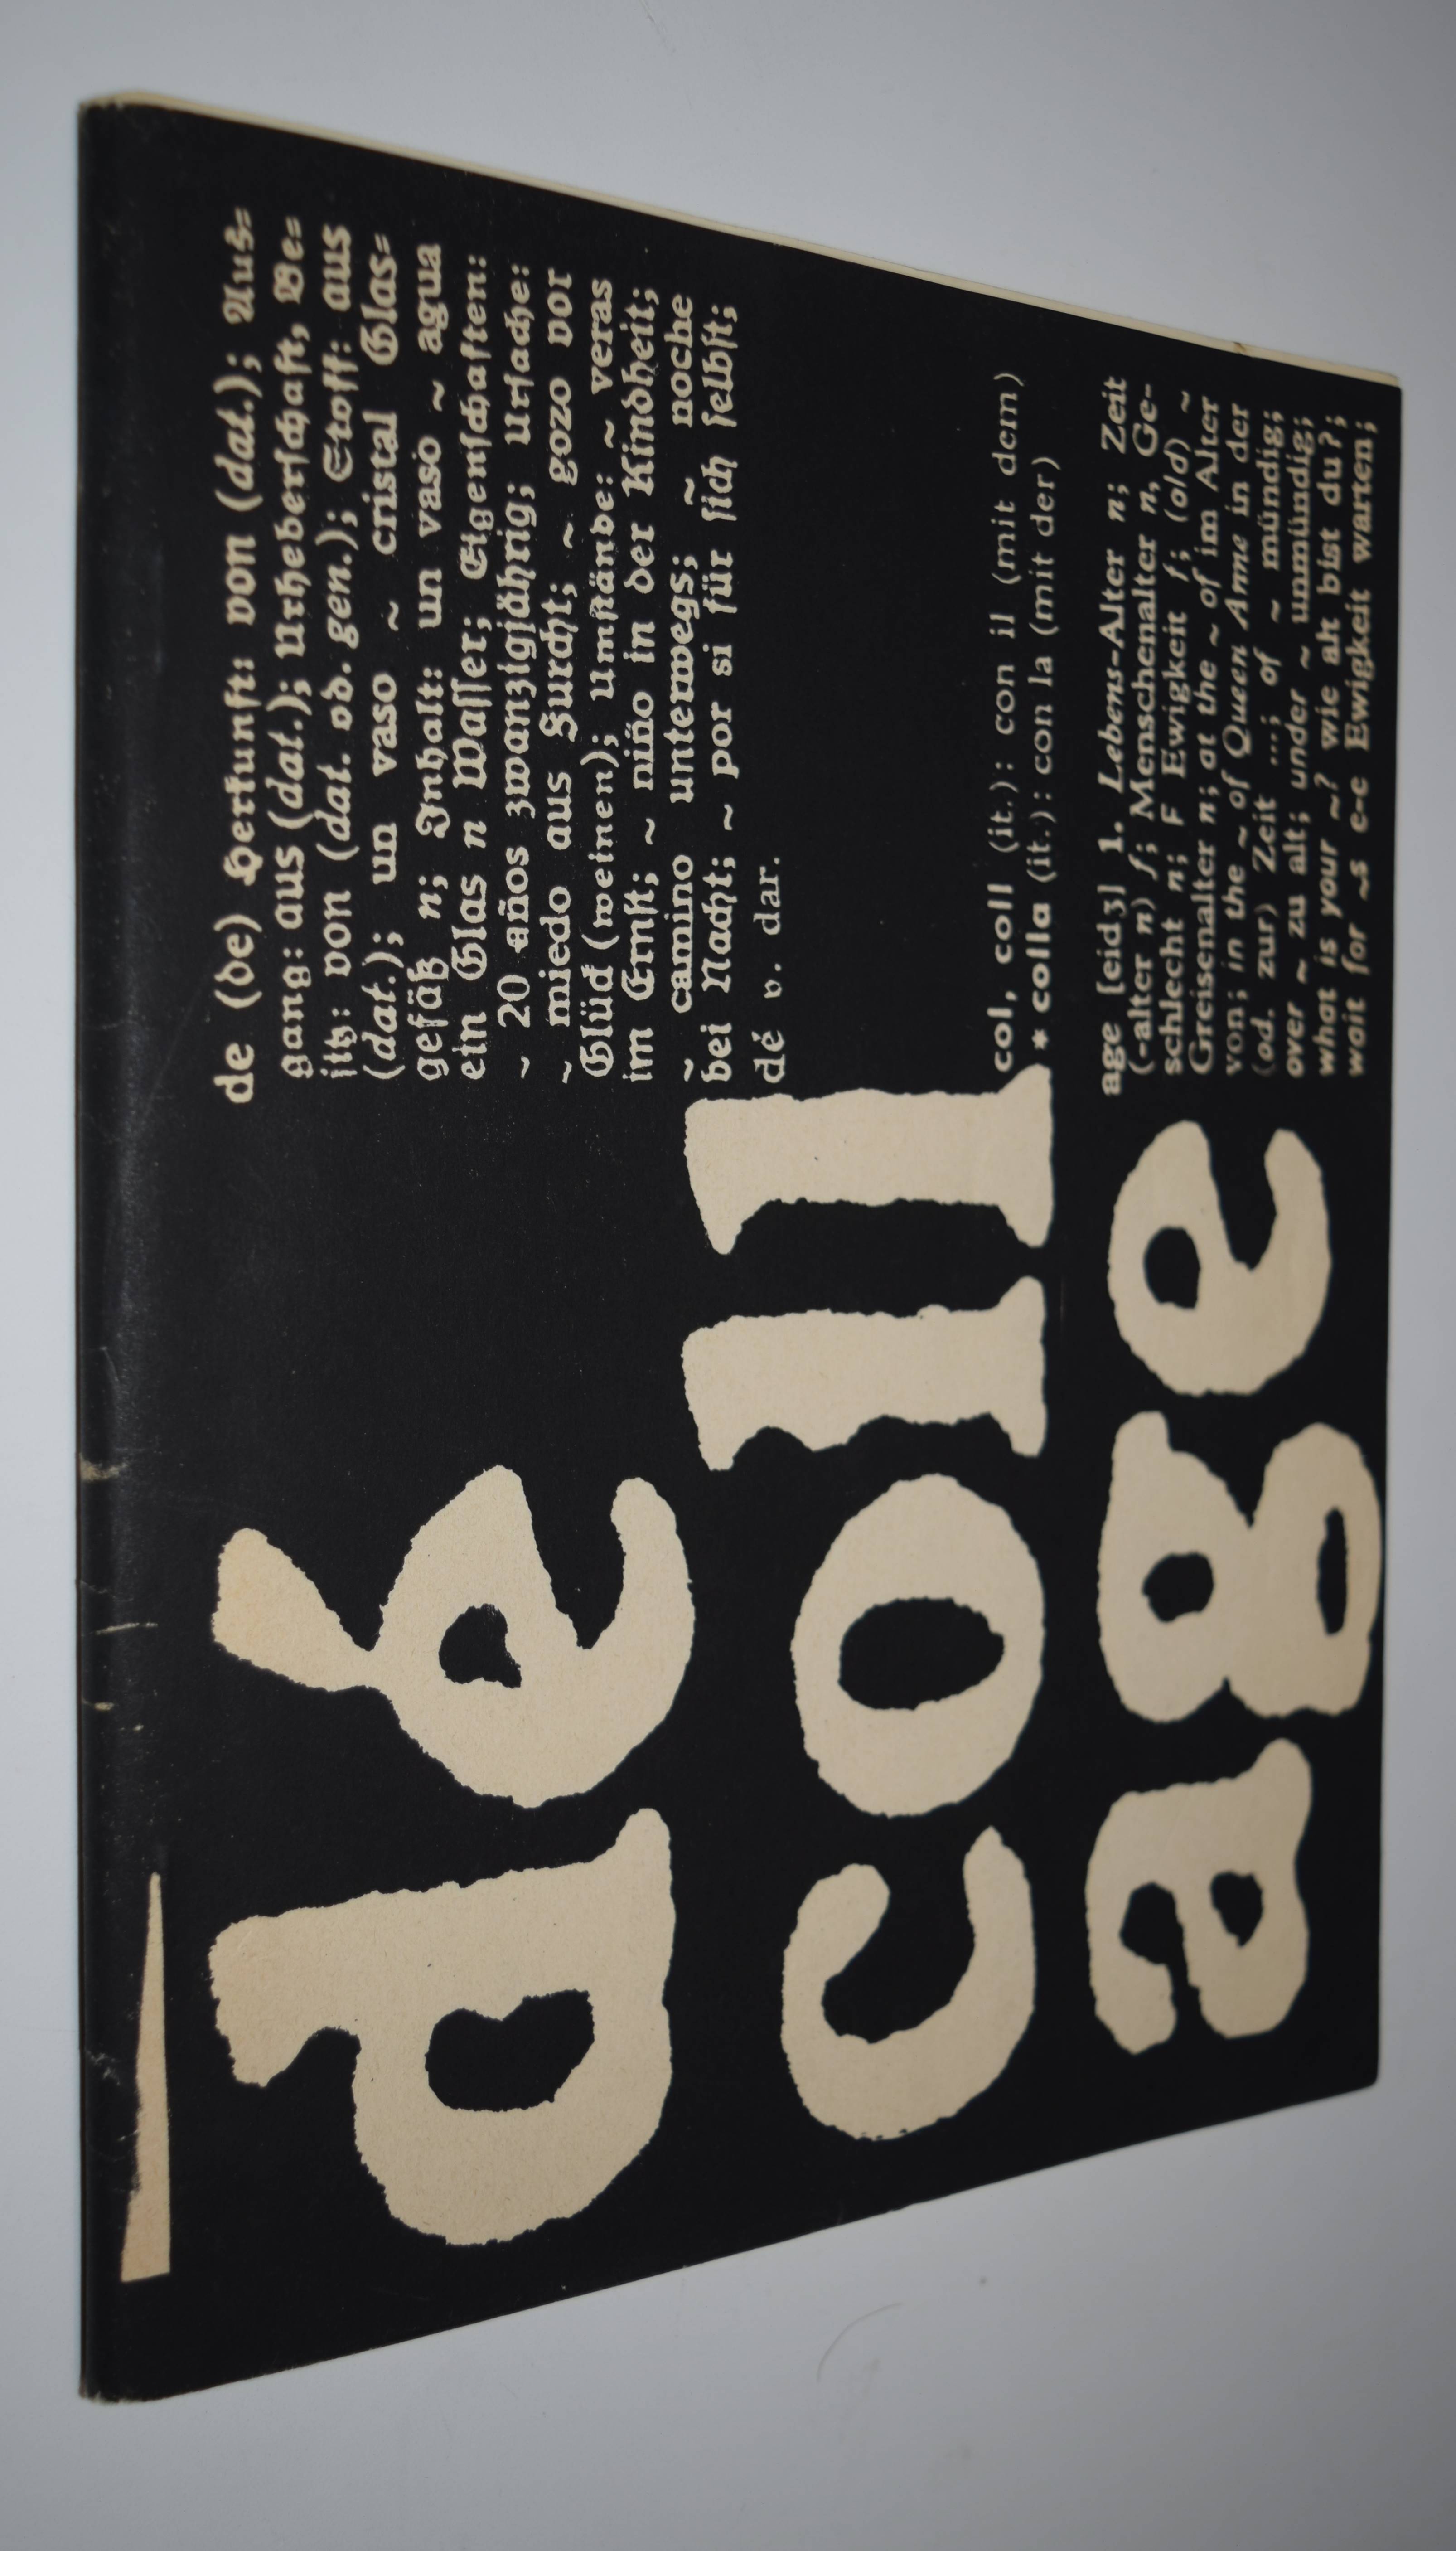 dé
coll
age
de (de) Herkunft: von (dat.); Aus=
gang: aus (dat.); Urheberschaft, Be=
sitz: von (dat. od. gen.); Stoff: aus
(dat.); un vaso ~ cristal Glas=
gefäß n; Inhalt: un vaso ~ agua
ein Glas n Wasser; Eigenschaften:
~ 20 años zwanzigjährig; Ursache:
~ miedo aus Furcht; ~ gozo vor
Glück (weinen); Umstände: ~ veras
im Ernst; ~ niño in der Kindheit;
~ camino unterwegs; ~ noche
bei Nacht; ~ por si für sich selbst;
dé v. dar.
col, coll (it.): con il (mit dem)
* colla (it.): con la (mit der)
age [eidʒ] 1. Lebens-Alter n; Zeit
(-alter n) f; Menschenalter n, Ge-
schlecht n; F Ewigkeit f; (old) ~
Greisenalter n; at the ~ of im Alter
von; in the ~ of Queen Anne in der
(od. zur) Zeit ...; of ~ mündig;
over ~ zu alt; under ~ unmündig;
what is your ~? wie alt bist du?;
wait for ~s e-e Ewigkeit warten;